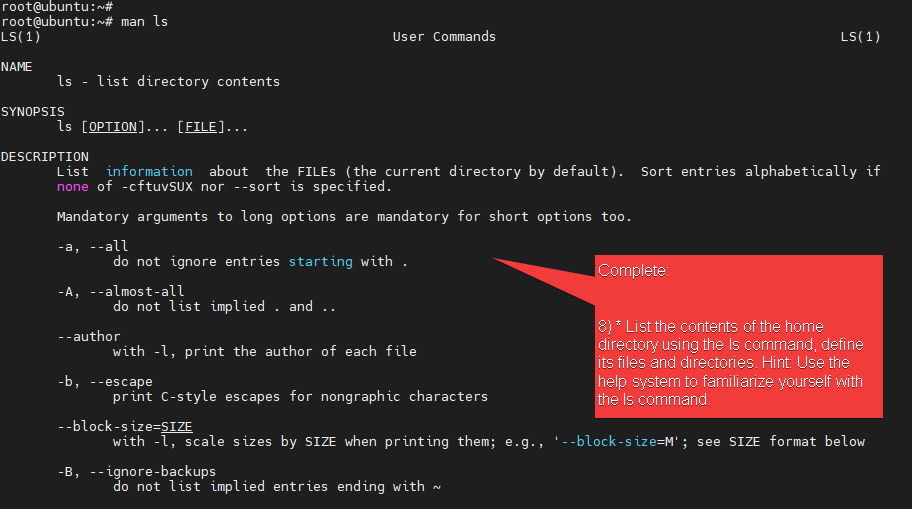 root@ubuntu:~#
root@ubuntu:~# man ls
LS(1) User Commands LS(1)
NAME
ls - list directory contents
SYNOPSIS
ls [OPTION]... [FILE]...
DESCRIPTION
List information about the FILEs (the current directory by default). Sort entries alphabetically if
none of -cftuvSUX nor --sort is specified.
Mandatory arguments to long options are mandatory for short options too.
-a, --all
do not ignore entries starting with .
-A, --almost-all
do not list implied . and ..
--author
with -l, print the author of each file
-b, --escape
print C-style escapes for nongraphic characters
--block-size=SIZE
with -l, scale sizes by SIZE when printing them; e.g., '--block-size=M'; see SIZE format below
-B, --ignore-backups
do not list implied entries ending with ~
Complete:
8) * List the contents of the home
directory using the ls command, define
its files and directories. Hint: Use the
help system to familiarize yourself with
the ls command.